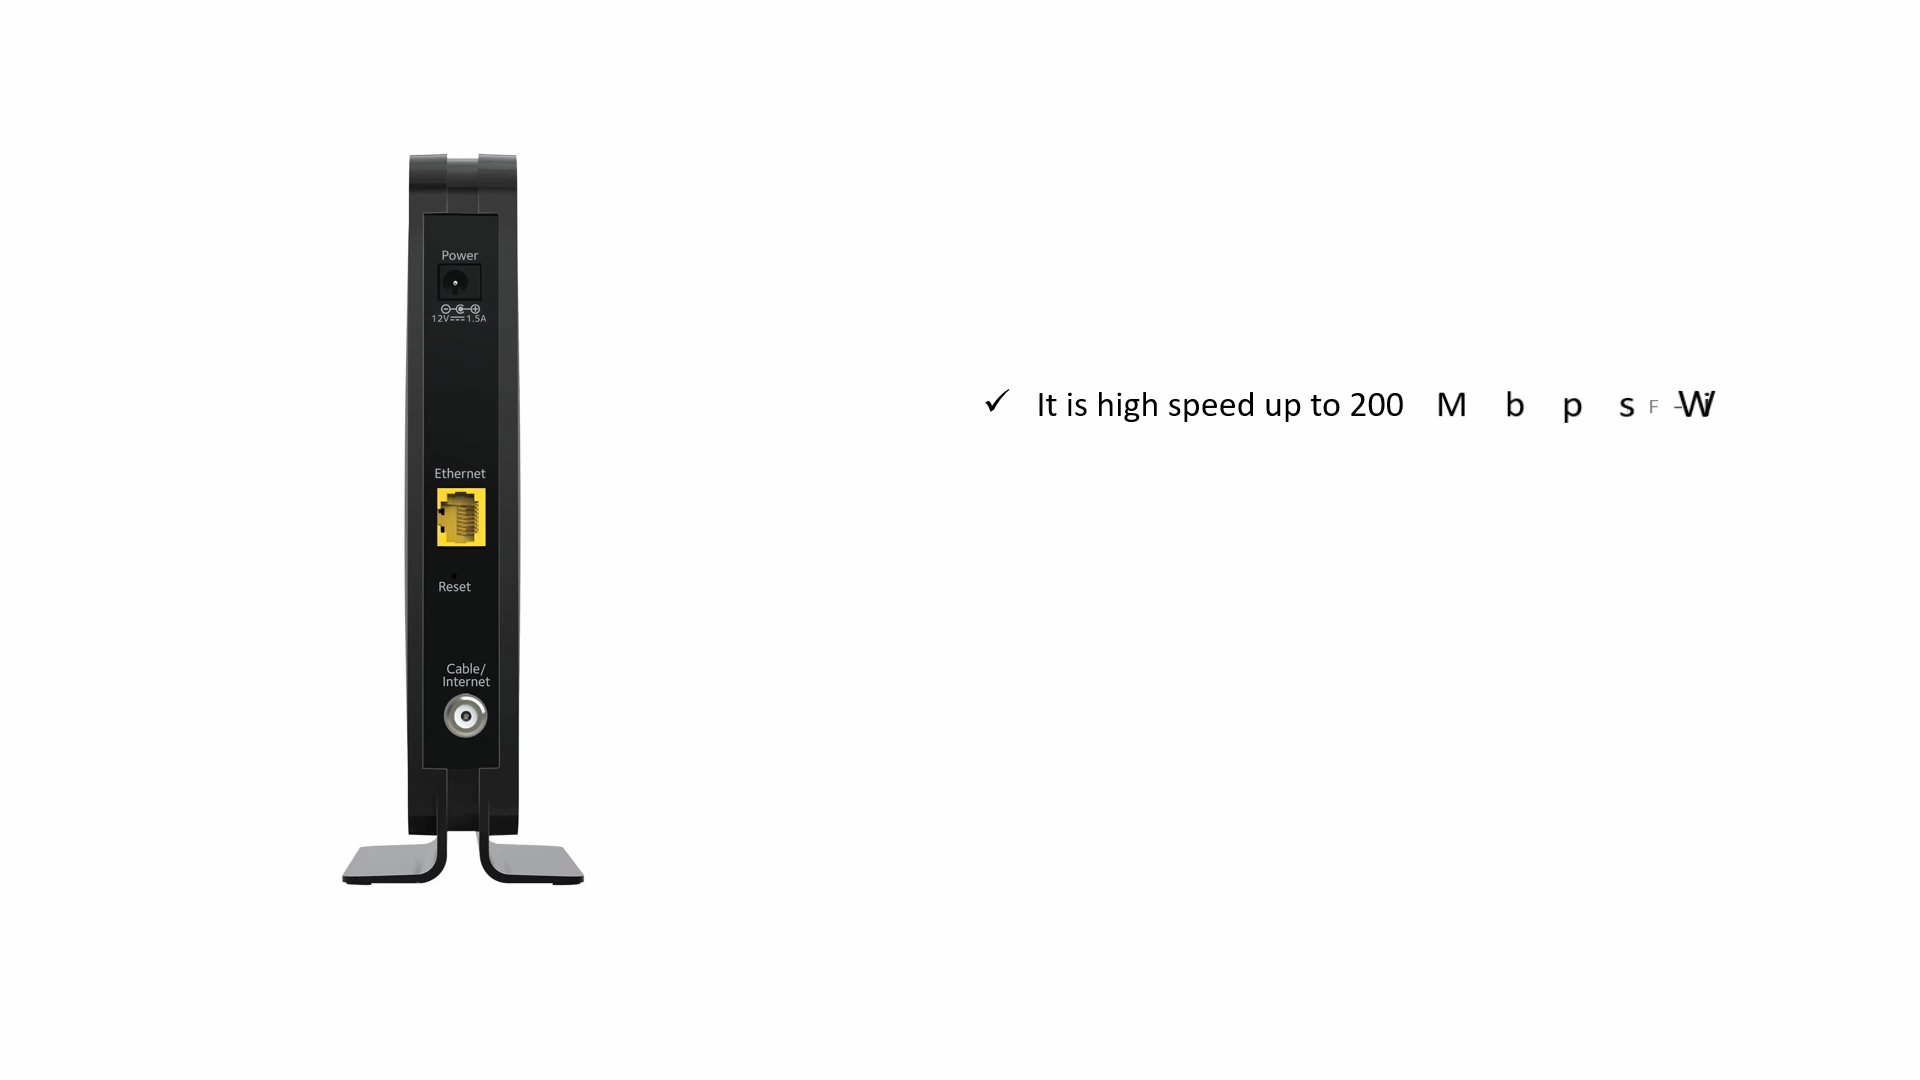 Power
12V 1.5A
Ethernet
Reset
Cable/
Internet
✓ It is high speed up to 200 M b p s